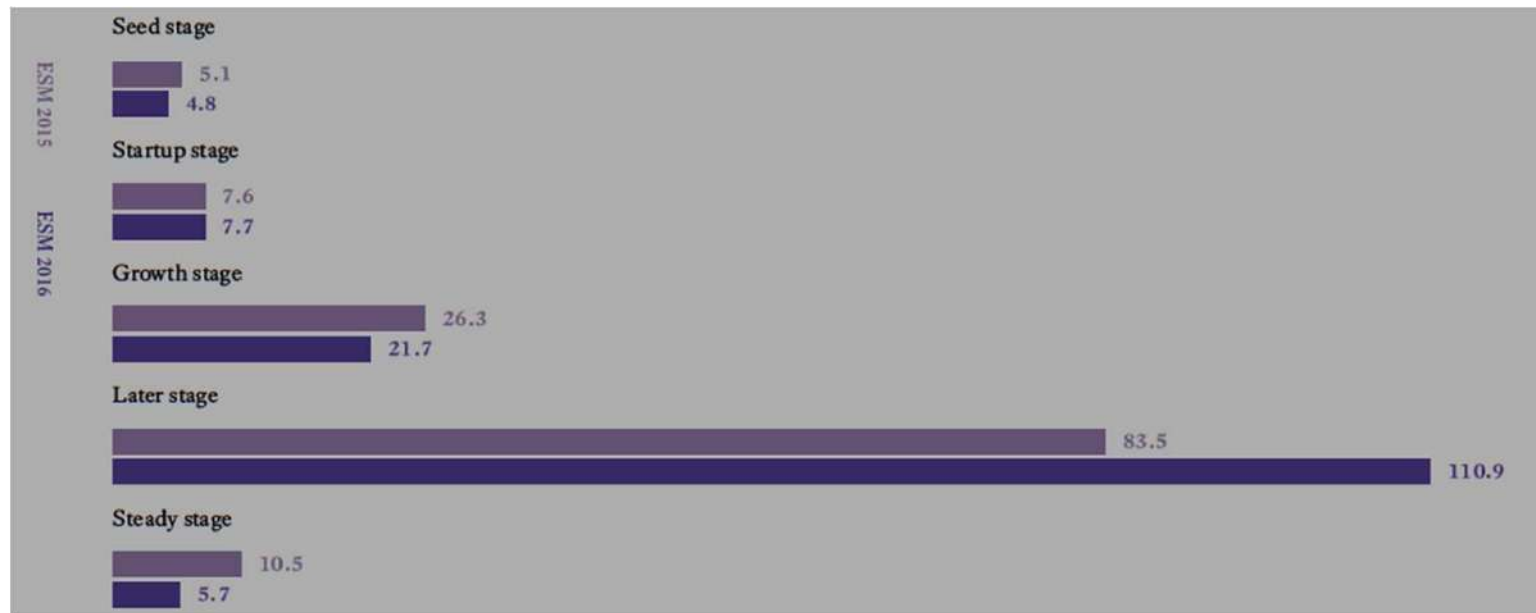 Seed stage
5.1
4.8
ESM 2015
Startup stage
7.6
7.7
ESM 2016
Growth stage
26.3
21.7
Later stage
83.5
110.9
Steady stage
10.5
5.7